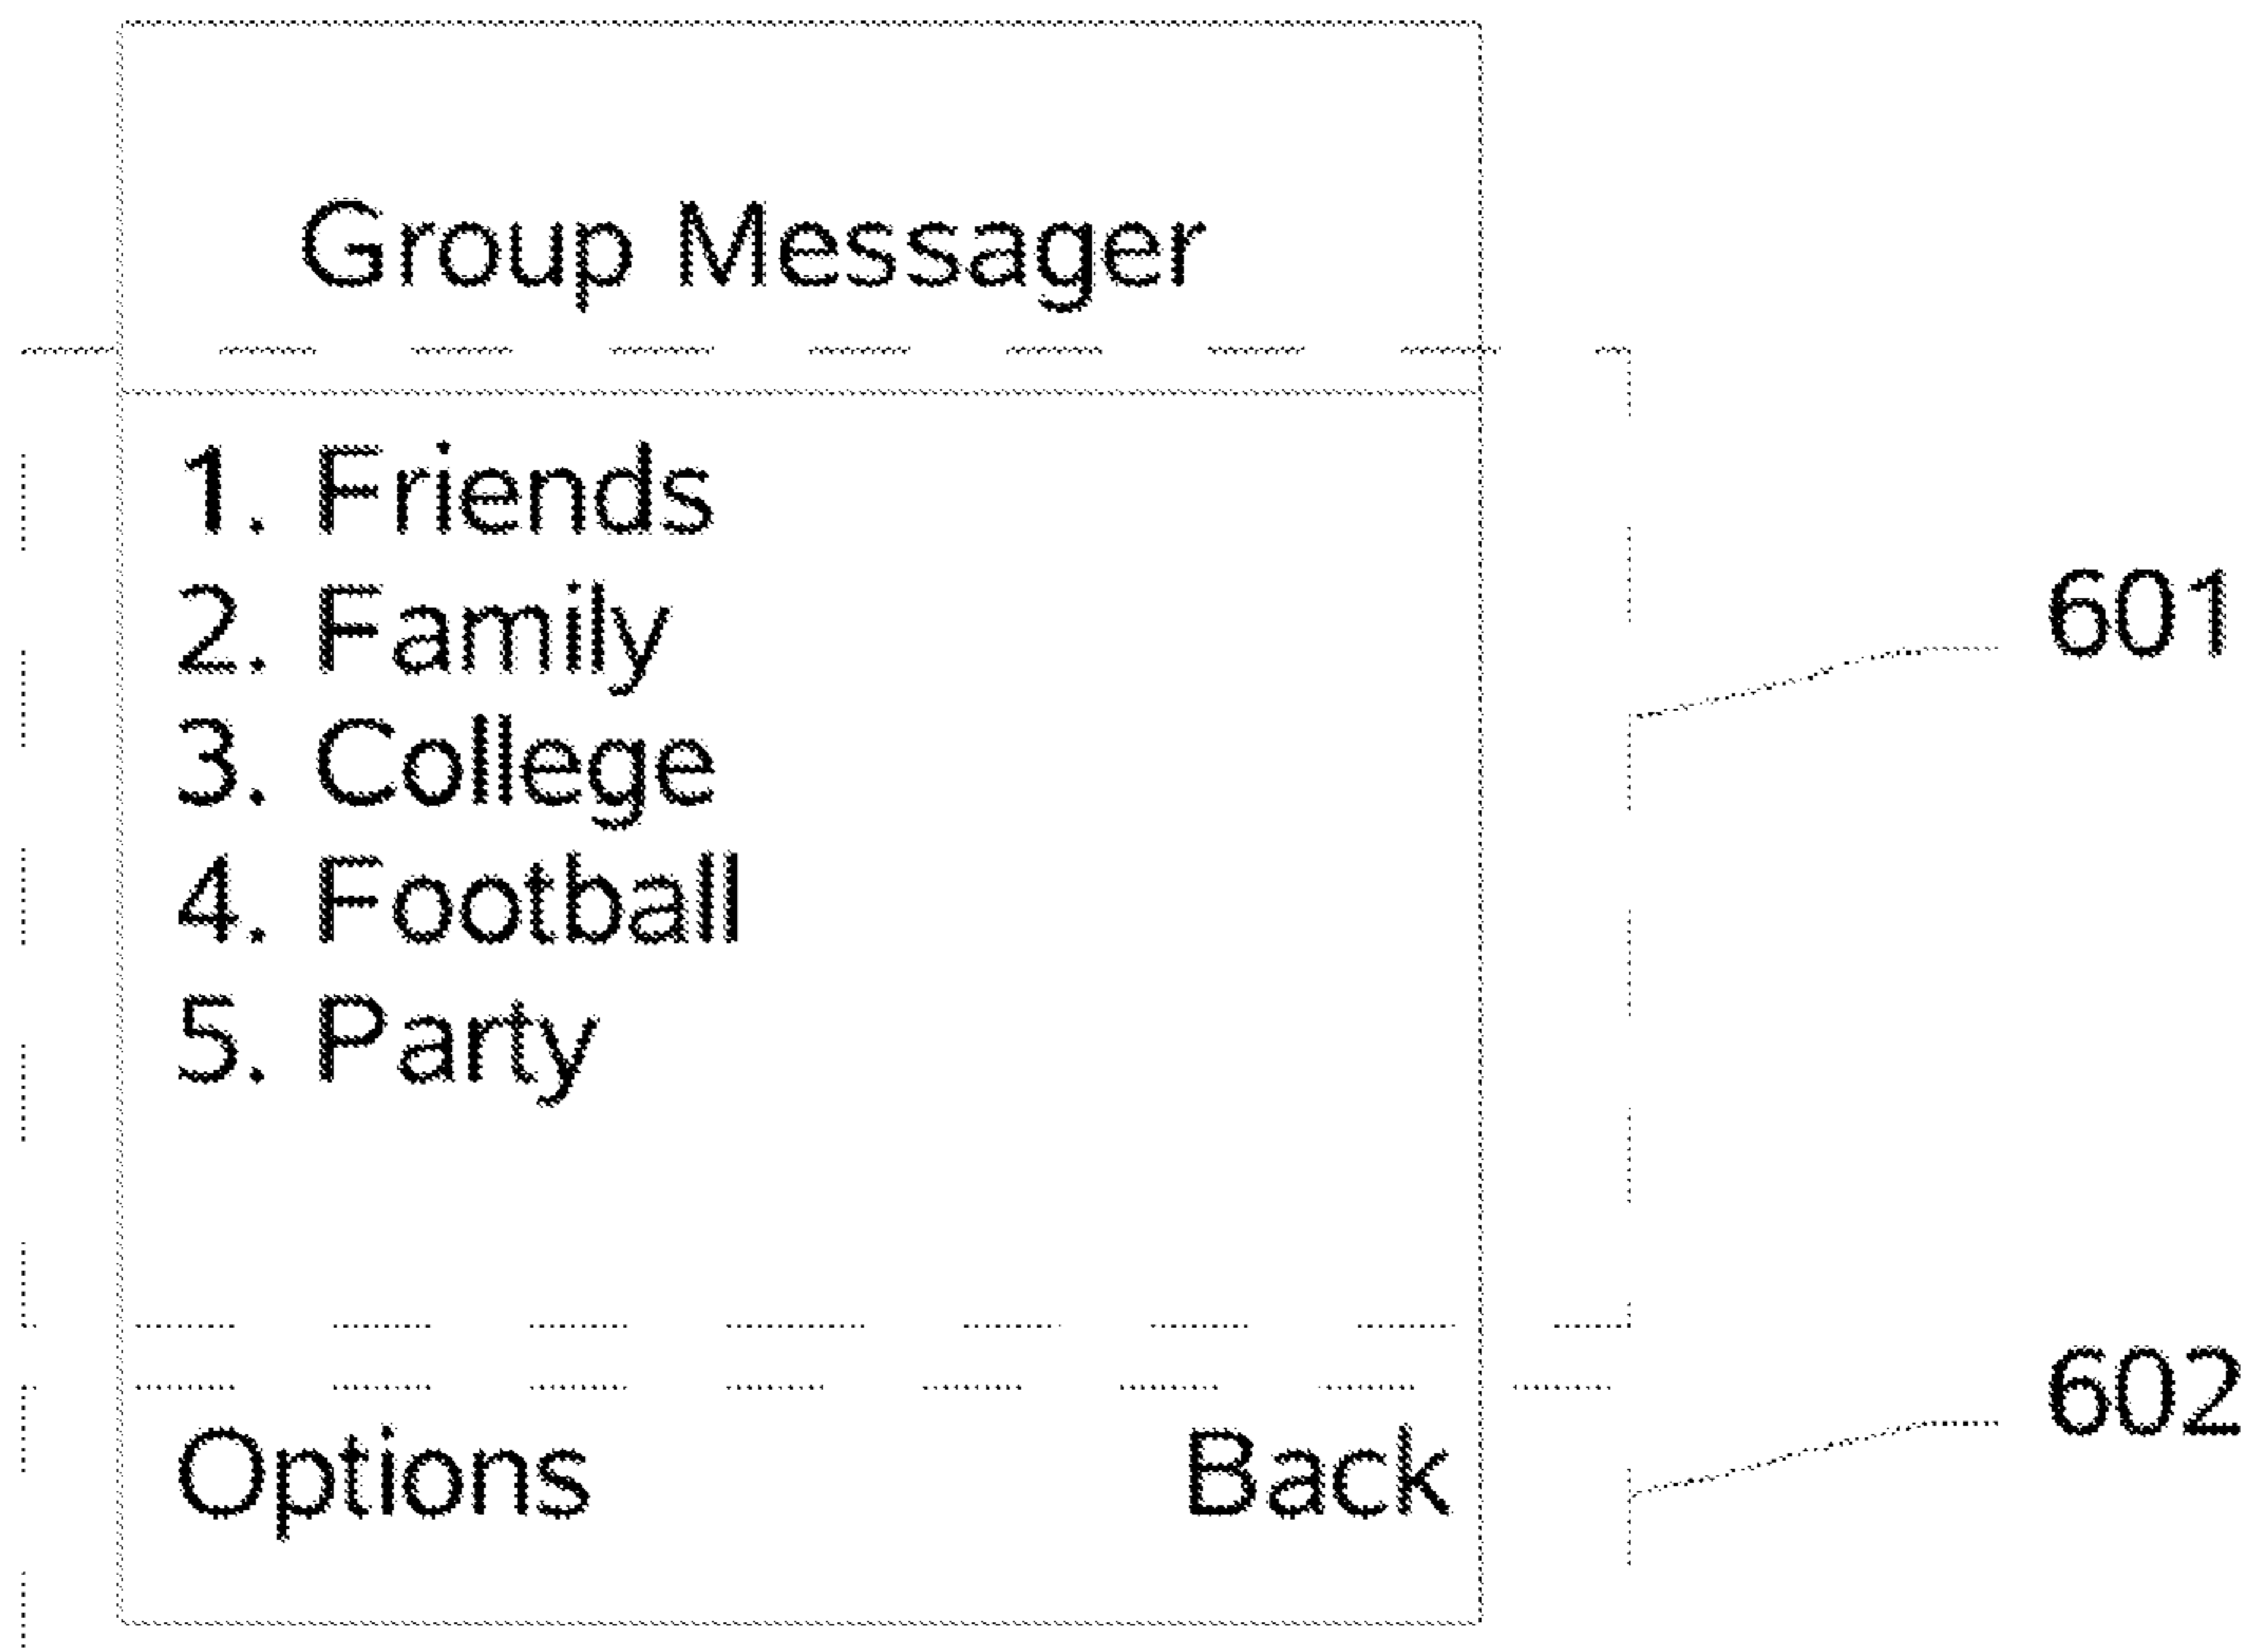 Group Messager
1. Friends
2. Family
3. College
4. Football
5. Party
601
Options Back
602